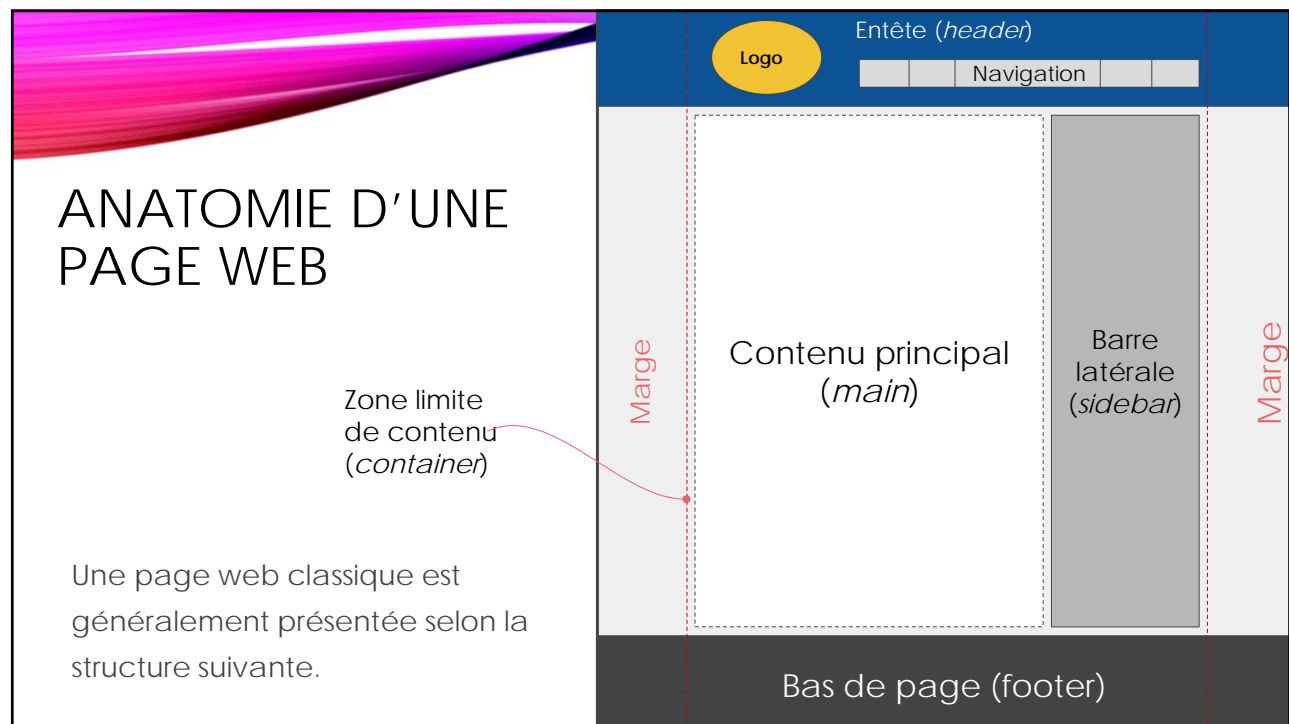 ANATOMIE D’UNE
PAGE WEB
Zone limite
de contenu
(container)
Une page web classique est
généralement présentée selon la
structure suivante.
Logo
Entête (header)
Navigation
Marge
Contenu principal
(main)
Barre
latérale
(sidebar)
Marge
Bas de page (footer)